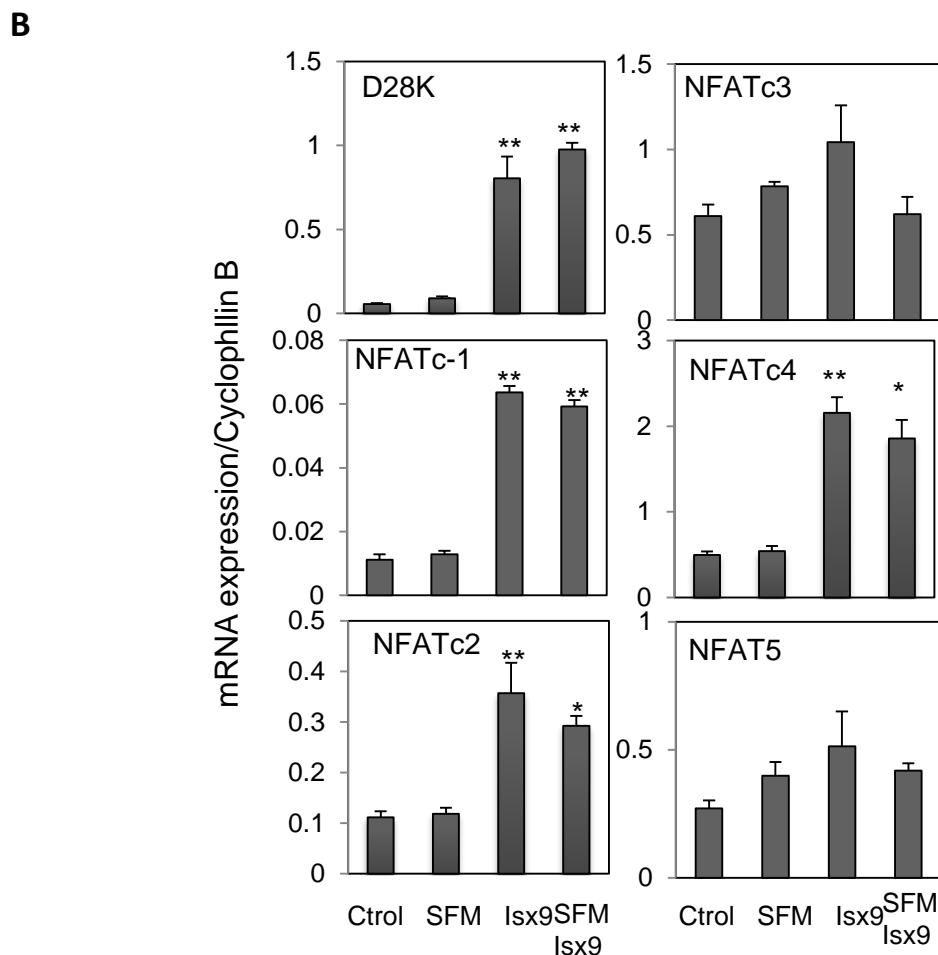 B
mRNA expression/Cyclophllin B
D28K
1.5
1
0.5
0
**
**
NFATc3
1.5
1
0.5
0
NFATc-1
0.08
0.06
0.04
0.02
0
**
**
NFATc4
3
2
1
0
**
*
NFATc2
0.5
0.4
0.3
0.2
0.1
0
**
*
NFAT5
1
0.5
0
Ctrol SFM Isx9 SFM
Isx9
Ctrol SFM Isx9 SFM
Isx9